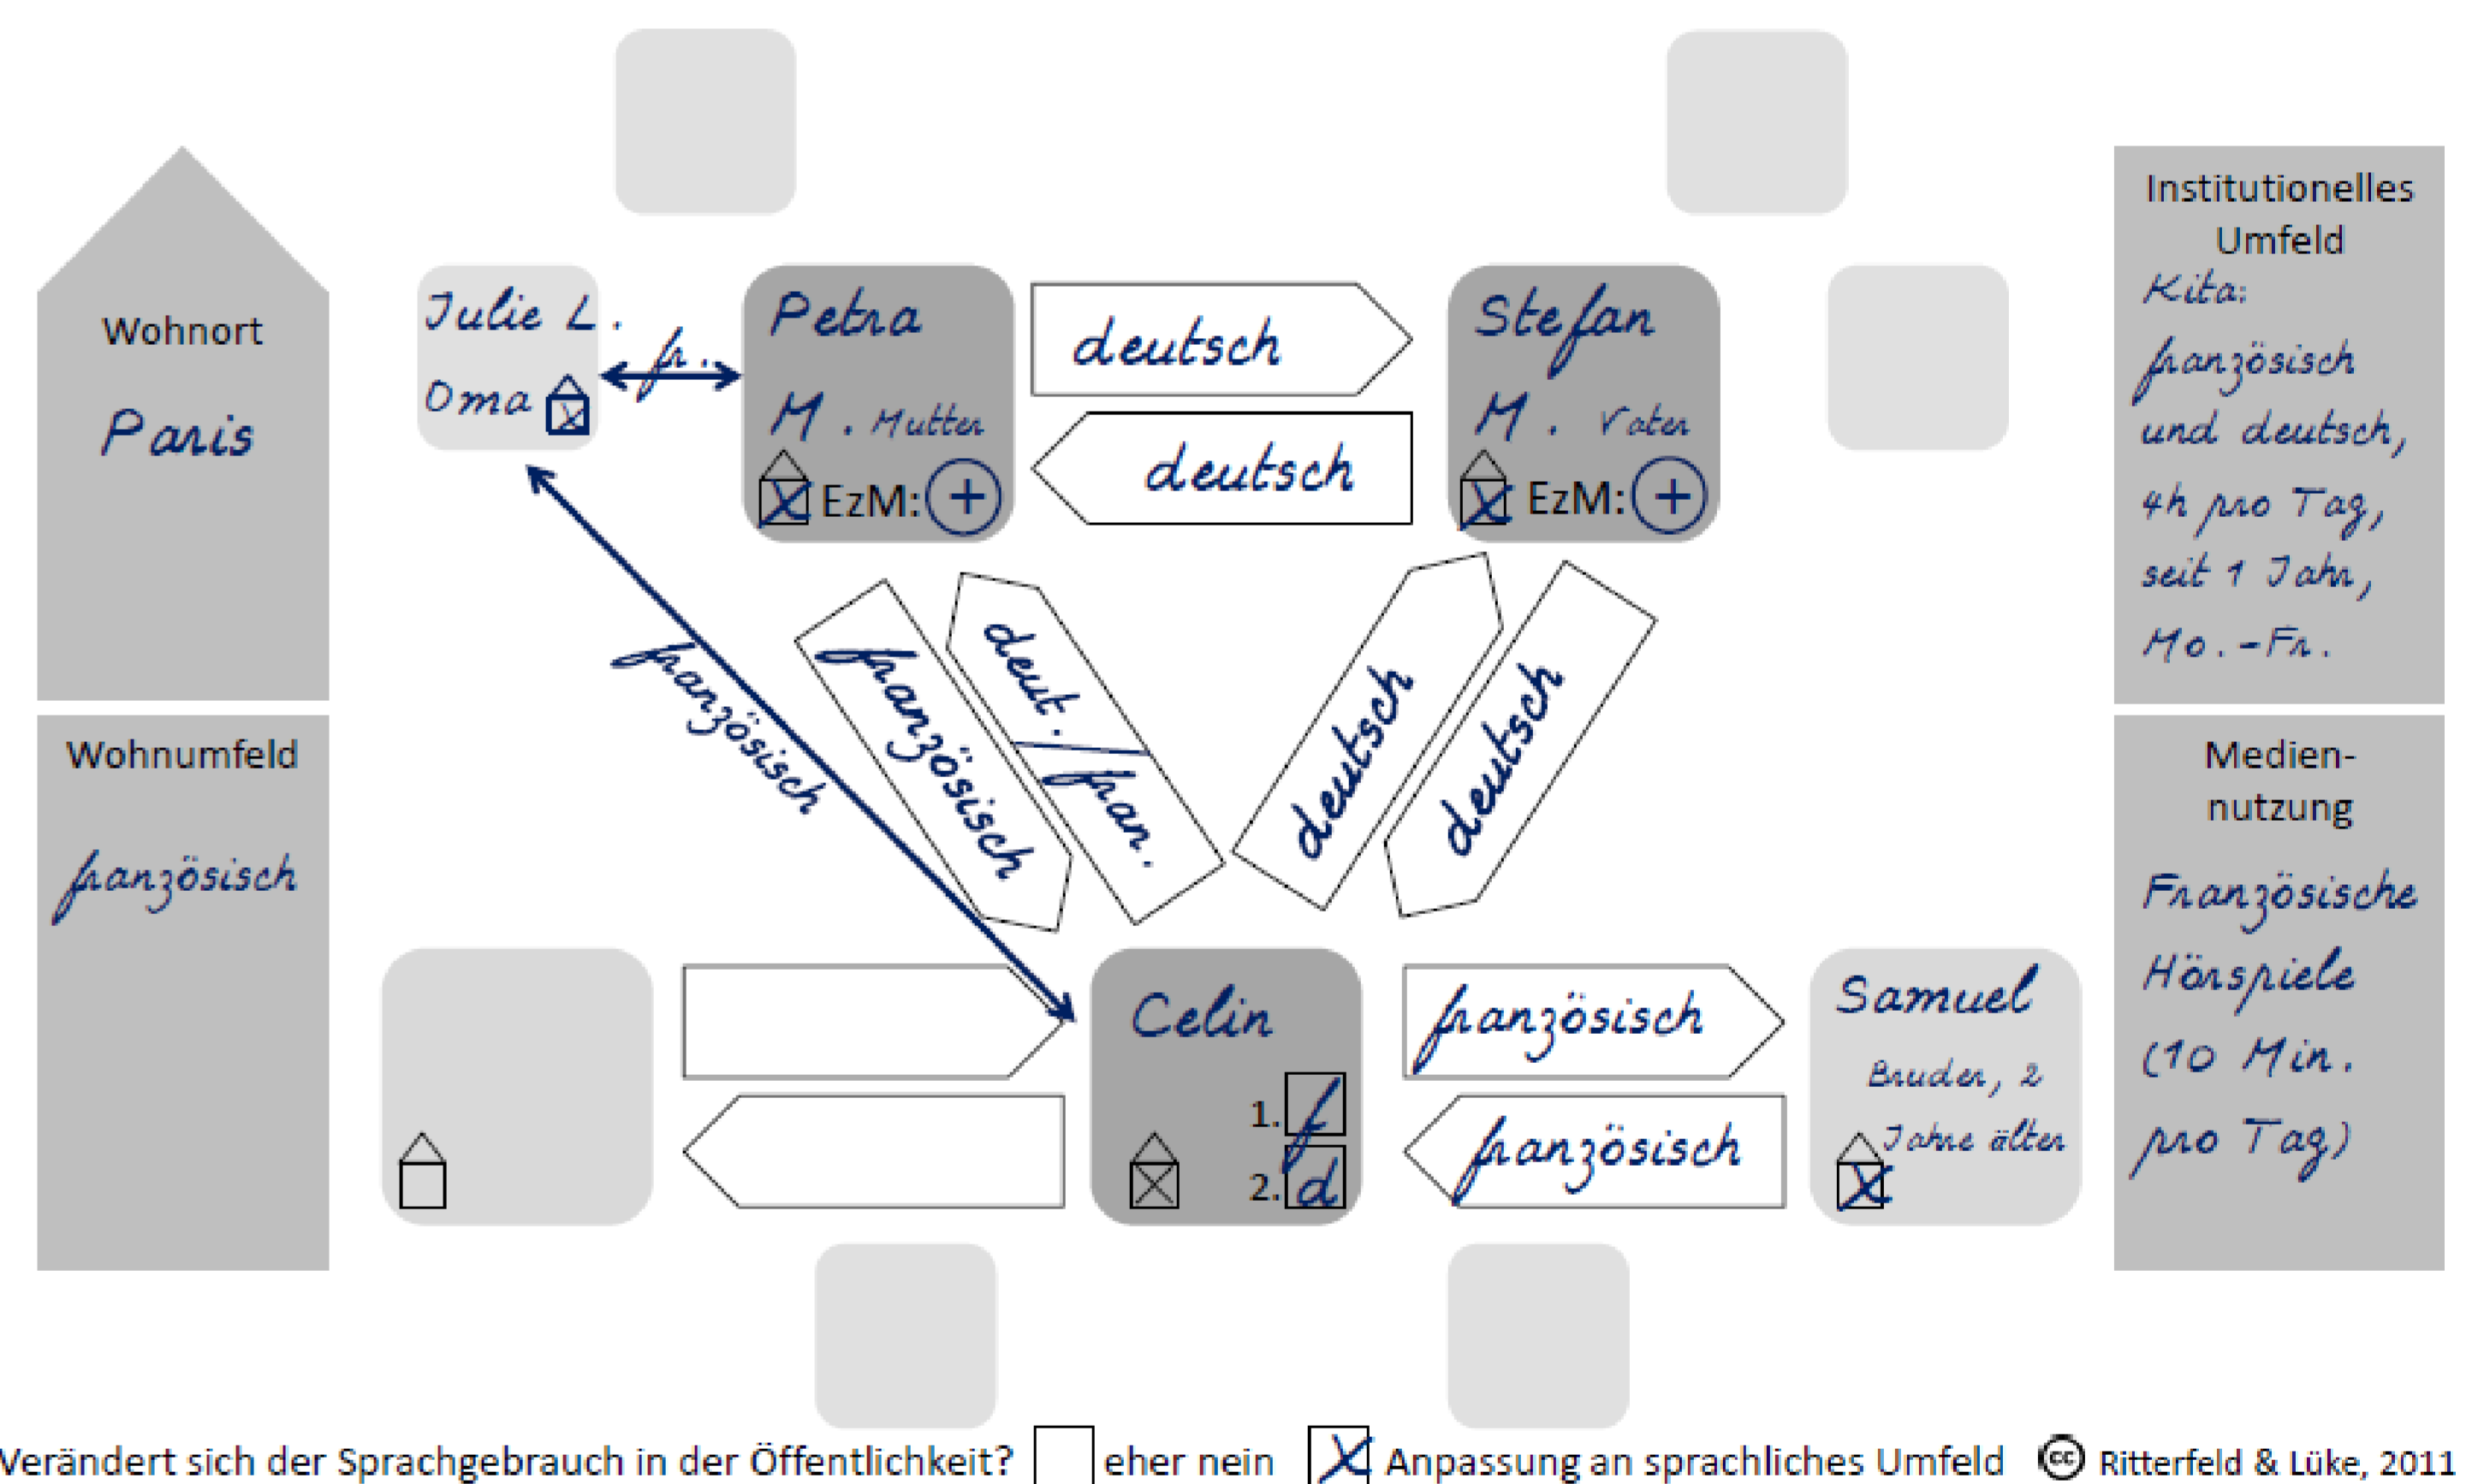 Wohnort
Paris
Wohnumfeld
französisch
Julie L.
Oma
fr..
französisch
Petra
M. Mutter
EzM: +
deutsch
deutsch
Stefan
M. Vater
EzM: +
französisch
deut. / fran.
deutsch
deutsch
Celin
1. f
2. d
französisch
französisch
Samuel
Bruder, 2
Jahre älter
Institutionelles
Umfeld
Kita:
französisch
und deutsch,
4h pro Tag,
seit 1 Jahr,
Mo.-Fr.
Medien-
nutzung
Französische
Hörspiele
(10 Min.
pro Tag)
Verändert sich der Sprachgebrauch in der Öffentlichkeit? eher nein X Anpassung an sprachliches Umfeld cc Ritterfeld & Lüke, 2011